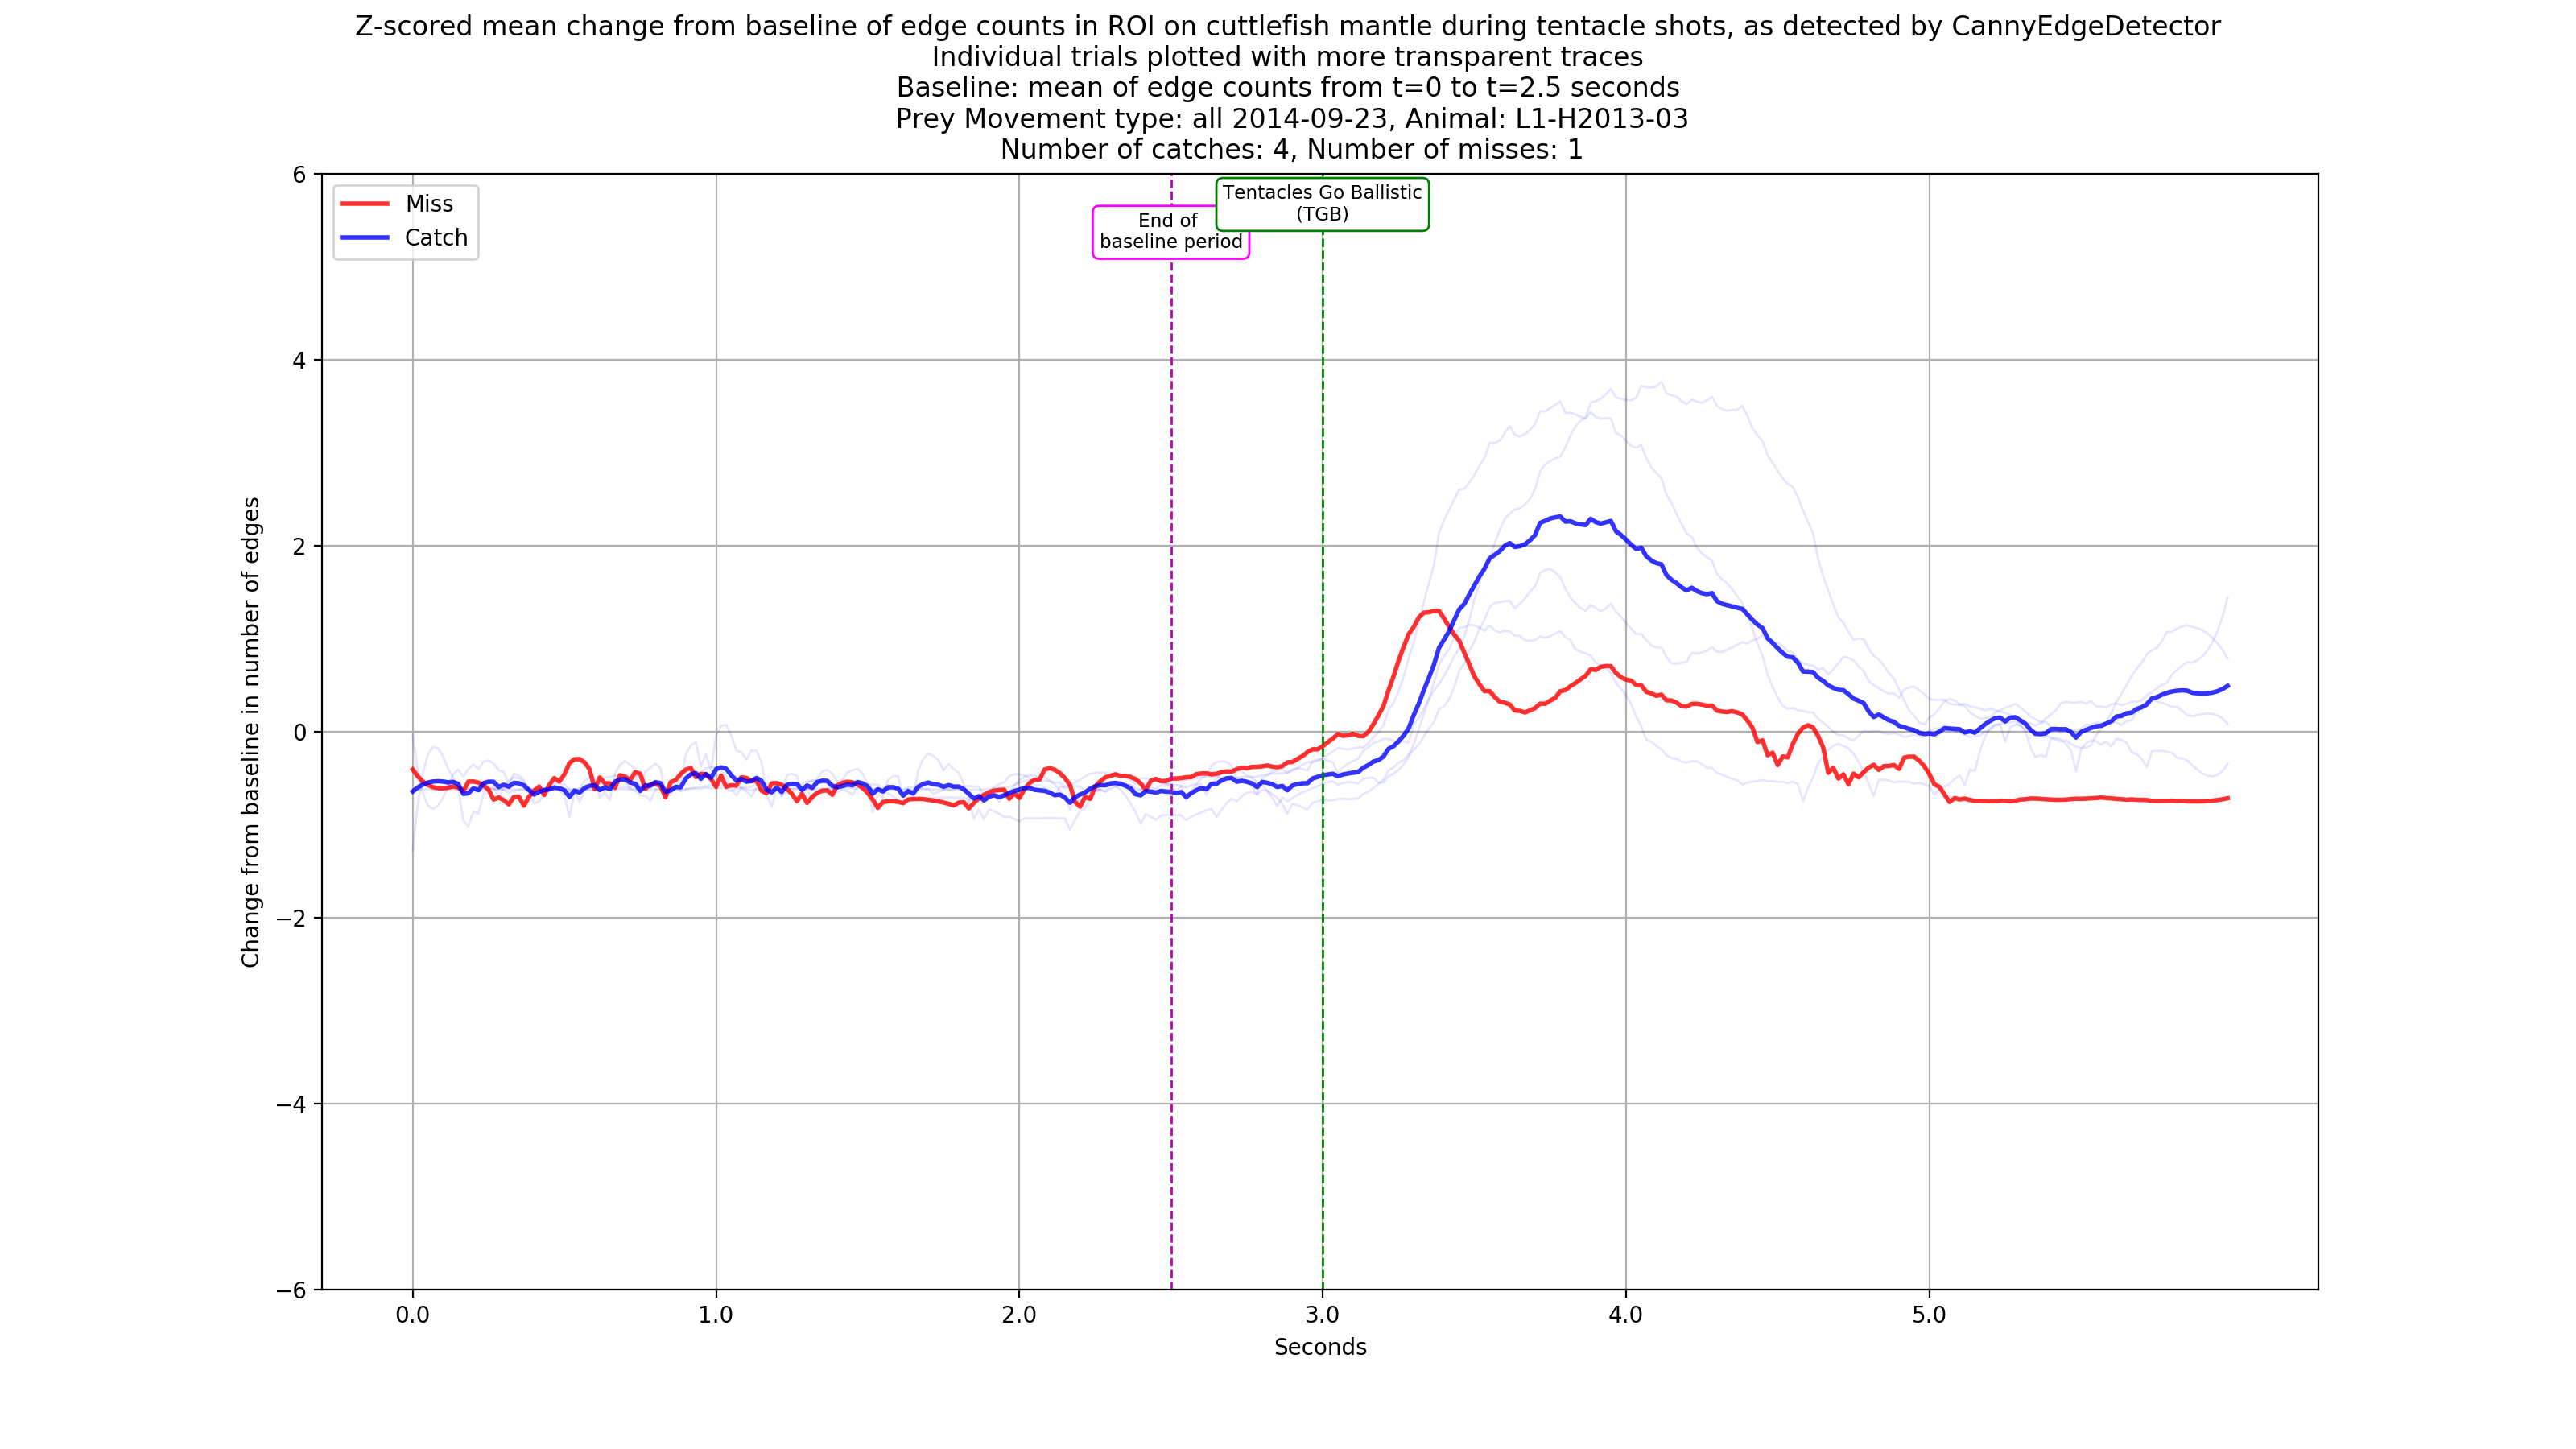 Z-scored mean change from baseline of edge counts in ROI on cuttlefish mantle during tentacle shots, as detected by CannyEdgeDetector
Individual trials plotted with more transparent traces
Baseline: mean of edge counts from t=0 to t=2.5 seconds
Prey Movement type: all 2014-09-23, Animal: L1-H2013-03
Number of catches: 4, Number of misses: 1
Miss
Catch
End of
baseline period
Tentacles Go Ballistic
(TGB)
Change from baseline in number of edges
6
4
2
0
−2
−4
−6
0.0
1.0
2.0
3.0
4.0
5.0
Seconds